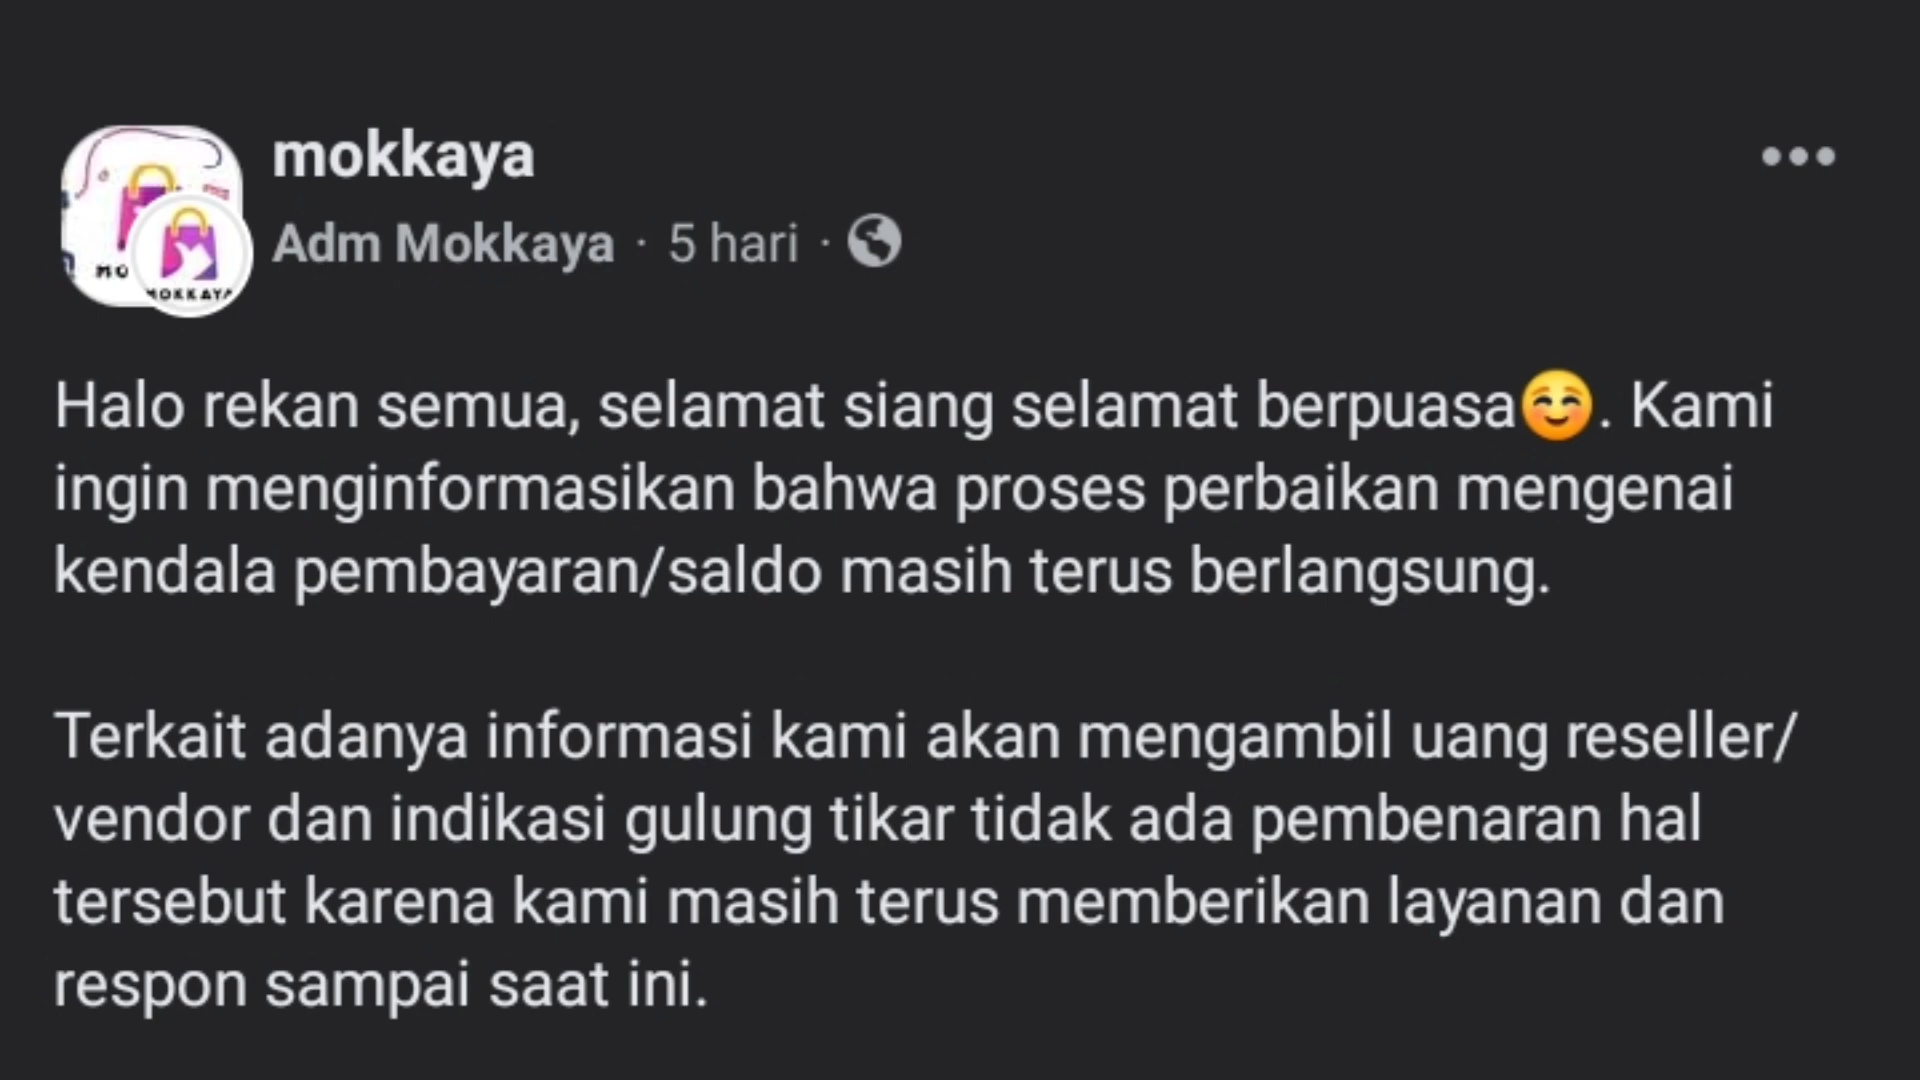 mokkaya
Adm Mokkaya · 5 hari ·
MO
MOKKAYA
Halo rekan semua, selamat siang selamat berpuasa😊. Kami
ingin menginformasikan bahwa proses perbaikan mengenai
kendala pembayaran/saldo masih terus berlangsung.
Terkait adanya informasi kami akan mengambil uang reseller/
vendor dan indikasi gulung tikar tidak ada pembenaran hal
tersebut karena kami masih terus memberikan layanan dan
respon sampai saat ini.